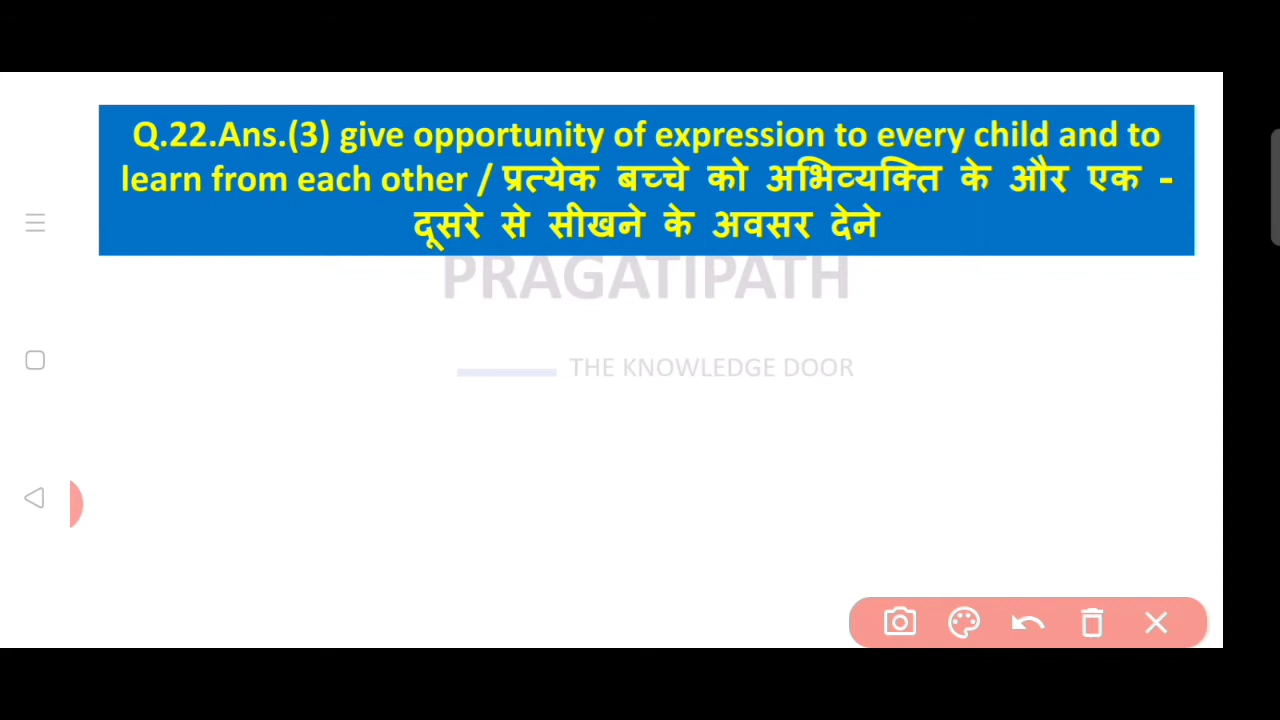 Q.22.Ans.(3) give opportunity of expression to every child and to
learn from each other / प्रत्येक बच्चे को अभिव्यक्ति के और एक -
दूसरे से सीखने के अवसर देने
PRAGATIPATH
THE KNOWLEDGE DOOR